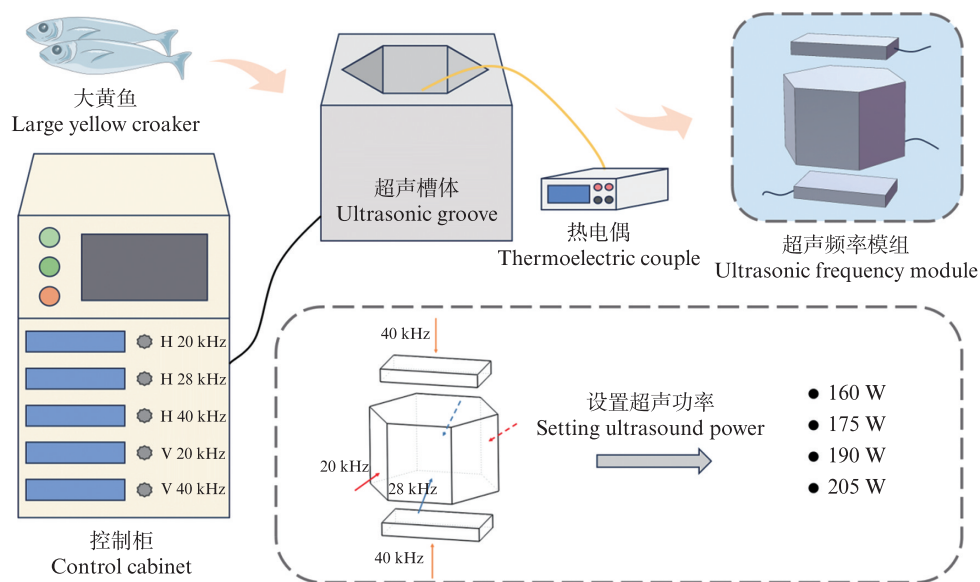 大黄鱼
Large yellow croaker
超声槽体
Ultrasonic groove
热电偶
Thermoelectric couple
超声频率模组
Ultrasonic frequency module
H 20 kHz
H 28 kHz
H 40 kHz
V 20 kHz
V 40 kHz
控制柜
Control cabinet
40 kHz
20 kHz
28 kHz
40 kHz
设置超声功率
Setting ultrasound power
● 160 W
● 175 W
● 190 W
● 205 W